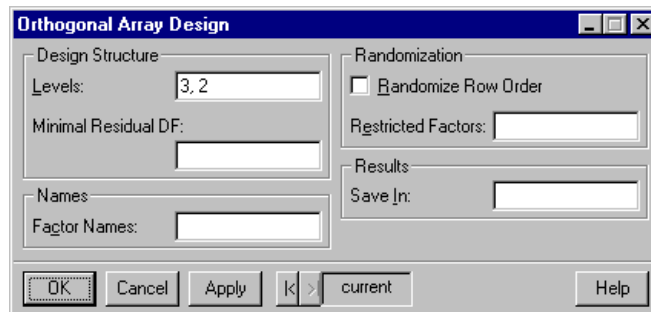 Orthogonal Array Design
Design Structure
Levels: 3, 2
Minimal Residual DF:
Names
Factor Names:
Randomization
Randomize Row Order
Restricted Factors:
Results
Save In:
OK Cancel Apply current Help